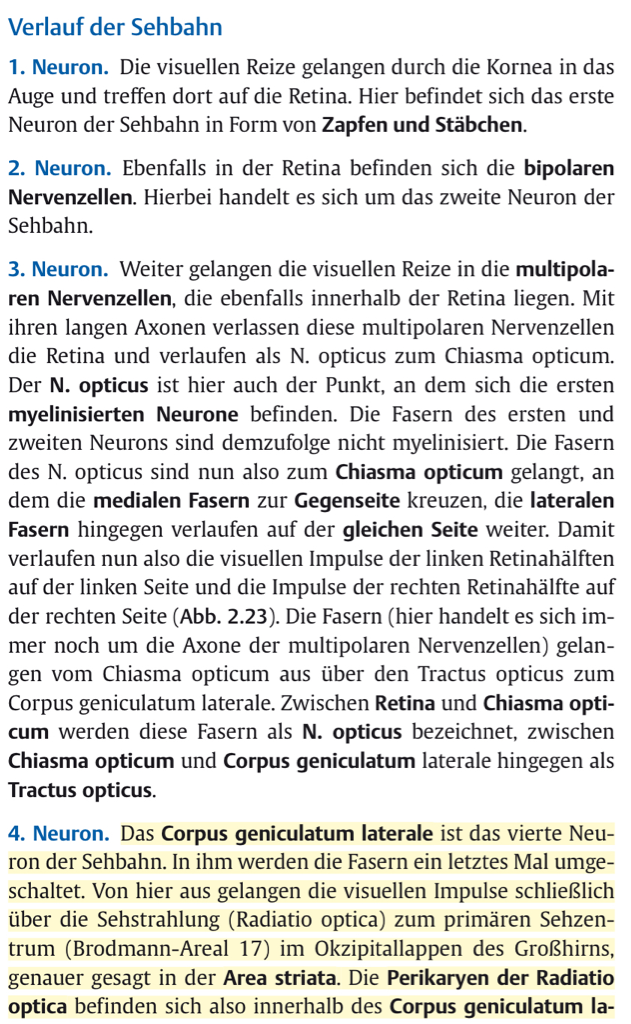 Verlauf der Sehbahn
1. Neuron. Die visuellen Reize gelangen durch die Kornea in das
Auge und treffen dort auf die Retina. Hier befindet sich das erste
Neuron der Sehbahn in Form von Zapfen und Stäbchen.
2. Neuron. Ebenfalls in der Retina befinden sich die bipolaren
Nervenzellen. Hierbei handelt es sich um das zweite Neuron der
Sehbahn.
3. Neuron. Weiter gelangen die visuellen Reize in die multipola-
ren Nervenzellen, die ebenfalls innerhalb der Retina liegen. Mit
ihren langen Axonen verlassen diese multipolaren Nervenzellen
die Retina und verlaufen als N. opticus zum Chiasma opticum.
Der N. opticus ist hier auch der Punkt, an dem sich die ersten
myelinisierten Neurone befinden. Die Fasern des ersten und
zweiten Neurons sind demzufolge nicht myelinisiert. Die Fasern
des N. opticus sind nun also zum Chiasma opticum gelangt, an
dem die medialen Fasern zur Gegenseite kreuzen, die lateralen
Fasern hingegen verlaufen auf der gleichen Seite weiter. Damit
verlaufen nun also die visuellen Impulse der linken Retinahälften
auf der linken Seite und die Impulse der rechten Retinahälfte auf
der rechten Seite (Abb. 2.23). Die Fasern (hier handelt es sich im-
mer noch um die Axone der multipolaren Nervenzellen) gelan-
gen vom Chiasma opticum aus über den Tractus opticus zum
Corpus geniculatum laterale. Zwischen Retina und Chiasma opti-
cum werden diese Fasern als N. opticus bezeichnet, zwischen
Chiasma opticum und Corpus geniculatum laterale hingegen als
Tractus opticus.
4. Neuron. Das Corpus geniculatum laterale ist das vierte Neu-
ron der Sehbahn. In ihm werden die Fasern ein letztes Mal umge-
schaltet. Von hier aus gelangen die visuellen Impulse schließlich
über die Sehstrahlung (Radiatio optica) zum primären Sehzen-
trum (Brodmann-Areal 17) im Okzipitallappen des Großhirns,
genauer gesagt in der Area striata. Die Perikaryen der Radiatio
optica befinden sich also innerhalb des Corpus geniculatum la-